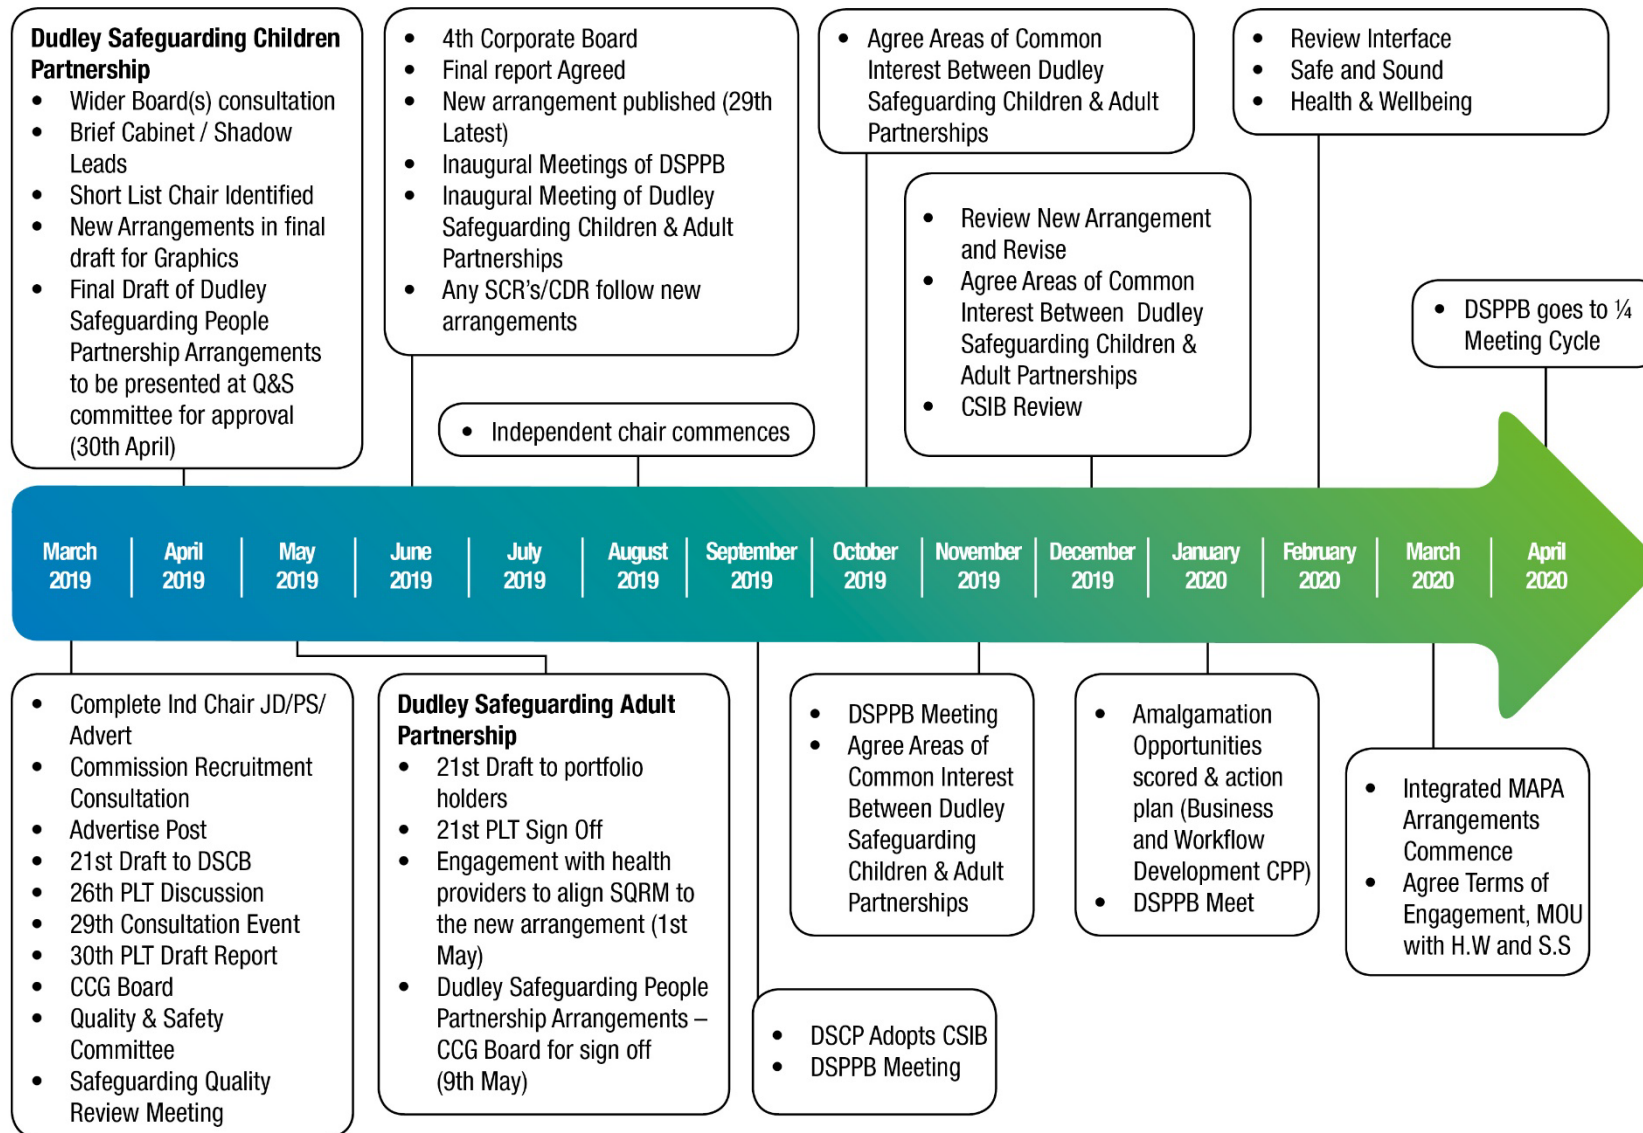 Dudley Safeguarding Children
Partnership
• Wider Board(s) consultation
• Brief Cabinet / Shadow
Leads
• Short List Chair Identified
• New Arrangements in final
draft for Graphics
• Final Draft of Dudley
Safeguarding People
Partnership Arrangements
to be presented at Q&S
committee for approval
(30th April)
• 4th Corporate Board
• Final report Agreed
• New arrangement published (29th
Latest)
• Inaugural Meetings of DSPPB
• Inaugural Meeting of Dudley
Safeguarding Children & Adult
Partnerships
• Any SCR's/CDR follow new
arrangements
• Independent chair commences
• Agree Areas of Common
Interest Between Dudley
Safeguarding Children & Adult
Partnerships
• Review New Arrangement
and Revise
• Agree Areas of Common
Interest Between Dudley
Safeguarding Children &
Adult Partnerships
• CSIB Review
• Review Interface
• Safe and Sound
• Health & Wellbeing
• DSPPB goes to ¼
Meeting Cycle
March
2019
April
2019
May
2019
June
2019
July
2019
August
2019
September
2019
October
2019
November
2019
December
2019
January
2020
February
2020
March
2020
April
2020
• Complete Ind Chair JD/PS/
Advert
• Commission Recruitment
Consultation
• Advertise Post
• 21st Draft to DSCB
• 26th PLT Discussion
• 29th Consultation Event
• 30th PLT Draft Report
• CCG Board
• Quality & Safety
Committee
• Safeguarding Quality
Review Meeting
Dudley Safeguarding Adult
Partnership
• 21st Draft to portfolio
holders
• 21st PLT Sign Off
• Engagement with health
providers to align SQRM to
the new arrangement (1st
May)
• Dudley Safeguarding People
Partnership Arrangements –
CCG Board for sign off
(9th May)
• DSCP Adopts CSIB
• DSPPB Meeting
• DSPPB Meeting
• Agree Areas of
Common Interest
Between Dudley
Safeguarding
Children & Adult
Partnerships
• Amalgamation
Opportunities
scored & action
plan (Business
and Workflow
Development CPP)
• DSPPB Meet
• Integrated MAPA
Arrangements
Commence
• Agree Terms of
Engagement, MOU
with H.W and S.S